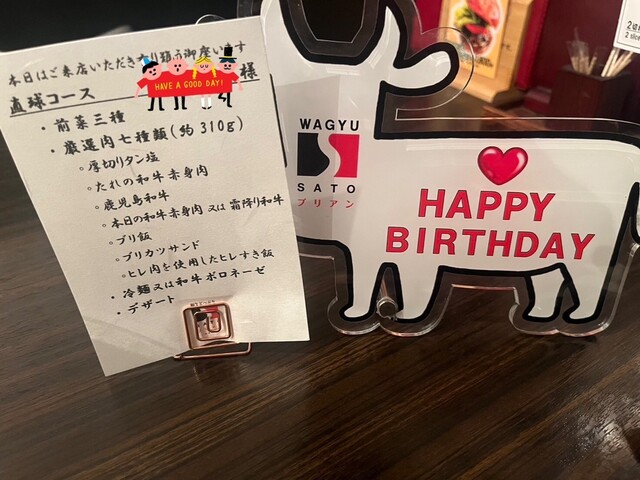 本日はご来店いただき有り難う御座います
HAVE A GOOD DAY!
様
直球コース
・前菜三種
・厳選肉七種類(約310g)
○厚切りタン塩
○たれの和牛赤身肉
○鹿児島和牛
○本日の和牛赤身肉又は霜降り和牛
○ブリ飯
○ブリカツサンド
○ヒレ肉を使用したヒレすき飯
・冷麺又は和牛ボロネーゼ
・デザート
WAGYU
SATO
ブリアン
HAPPY
BIRTHDAY